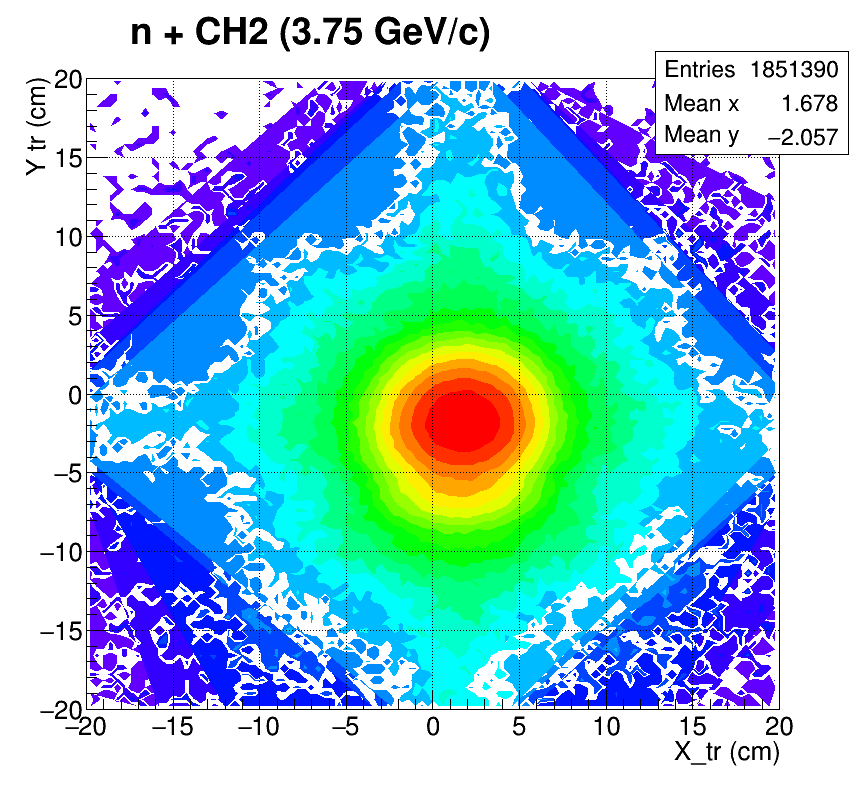 n + CH2 (3.75 GeV/c)
Entries 1851390
Mean x 1.678
Mean y −2.057
Y tr (cm)
20
15
10
5
0
−5
−10
−15
−20
−20 −15 −10 −5 0 5 10 15 20
X_tr (cm)